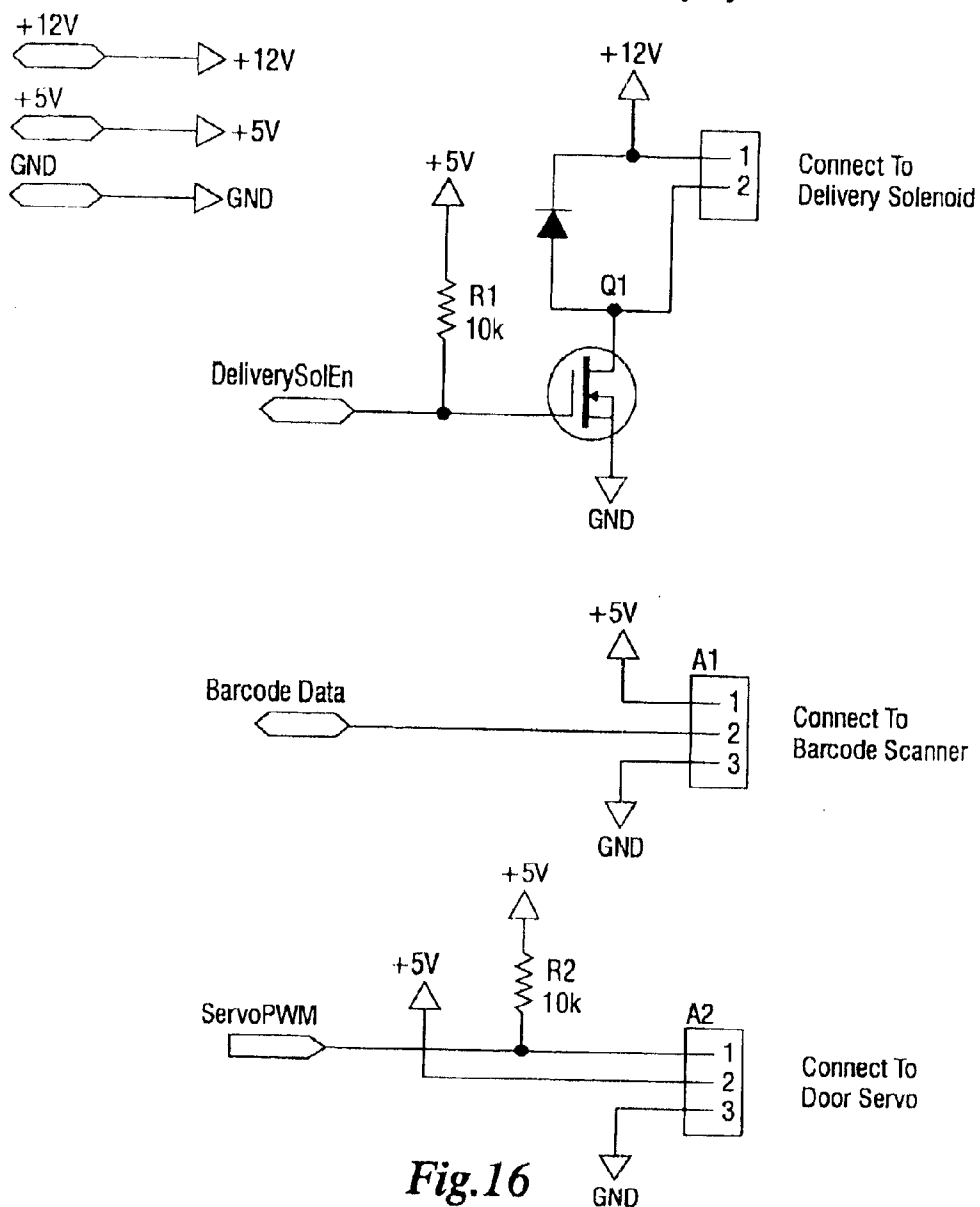 +12V
+12V
+5V
+5V
GND
GND
+12V
1
2
Connect To
Delivery Solenoid
+5V
R1
10k
Q1
DeliverySolEn
GND
+5V
A1
Barcode Data
1
2
3
Connect To
Barcode Scanner
GND
+5V
R2
10k
+5V
ServoPWM
A2
1
2
3
Connect To
Door Servo
GND
Fig.16